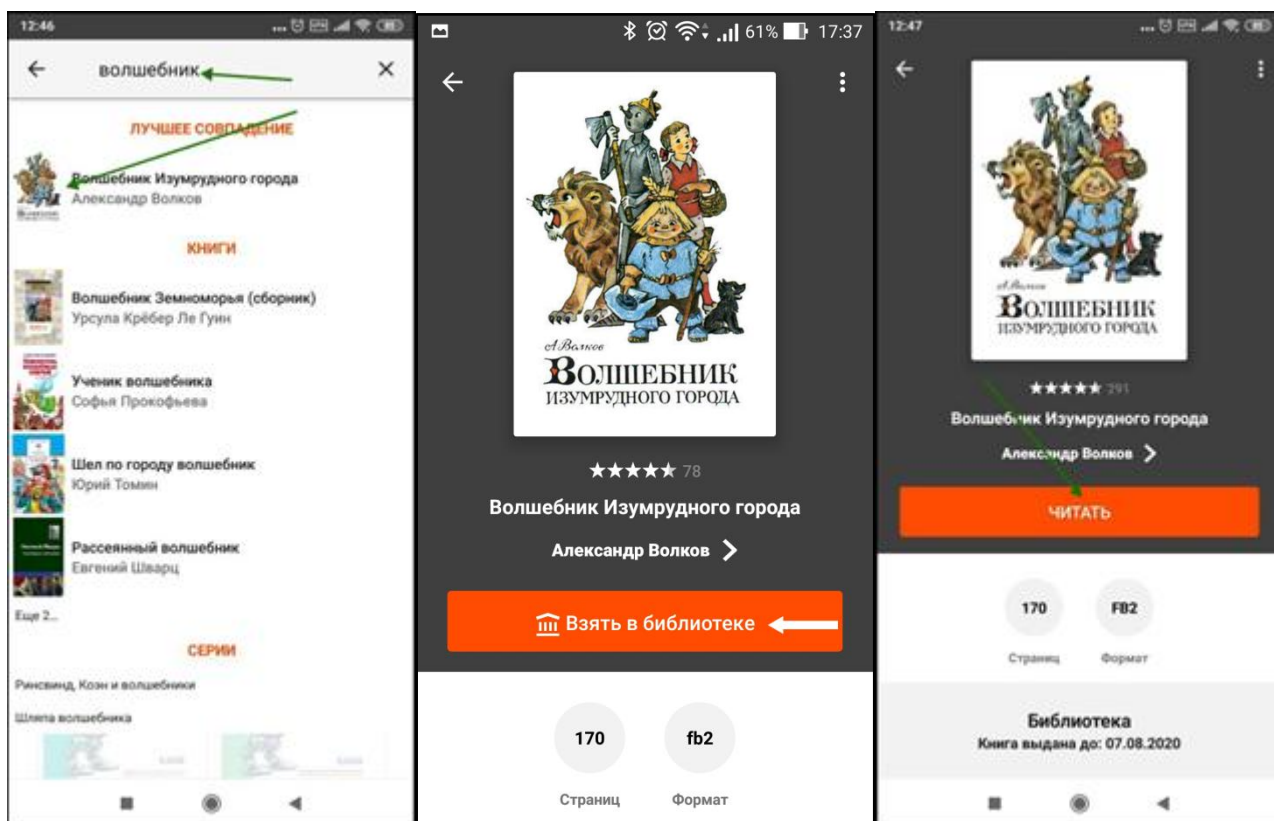 12:46
волшебник
ЛУЧШЕЕ СОВПАДЕНИЕ
Волшебник Изумрудного города
Александр Волков
КНИГИ
Волшебник Земноморья (сборник)
Урсула Крёбер Ле Гуин
Ученик волшебника
Софья Прокофьева
Шел по городу волшебник
Юрий Томин
Рассеянный волшебник
Евгений Шварц
Еще 2...
СЕРИИ
Ринсвинд, Коэн и волшебники
Шляпа волшебника
61% 17:37
А.Волков
ВОЛШЕБНИК
ИЗУМРУДНОГО ГОРОДА
78
Волшебник Изумрудного города
Александр Волков
Взять в библиотеке
170 fb2
Страниц Формат
12:47
А.Волков
ВОЛШЕБНИК
ИЗУМРУДНОГО ГОРОДА
291
Волшебник Изумрудного города
Александр Волков
ЧИТАТЬ
170 FB2
Страниц Формат
Библиотека
Книга выдана до: 07.08.2020